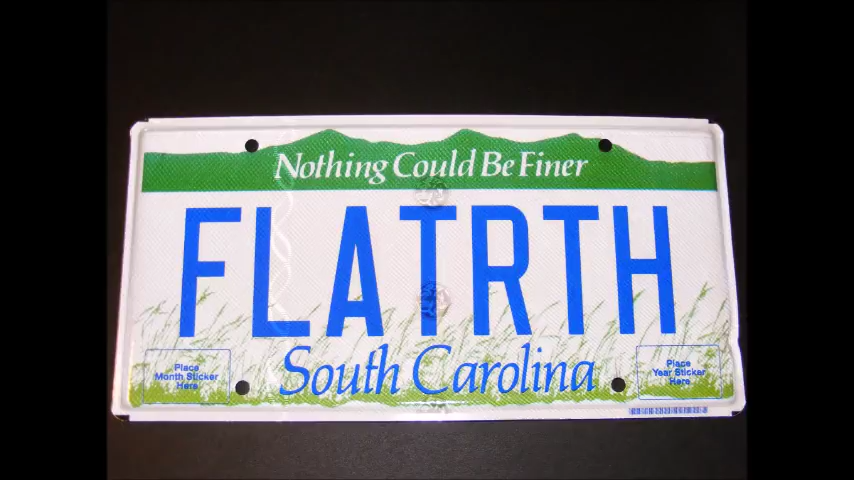 Nothing Could Be Finer
FLATRTH
South Carolina
Place
Month Sticker
Here
Place
Year Sticker
Here